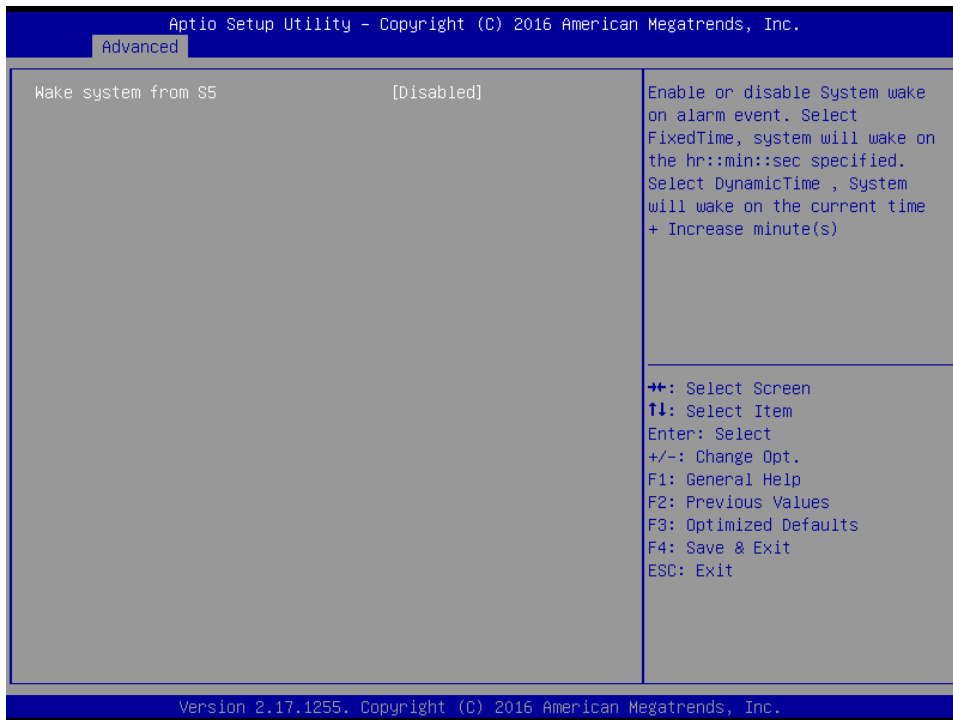 Aptio Setup Utility – Copyright (C) 2016 American Megatrends, Inc.
Advanced
Wake system from S5 [Disabled]
Enable or disable System wake
on alarm event. Select
FixedTime, system will wake on
the hr::min::sec specified.
Select DynamicTime , System
will wake on the current time
+ Increase minute(s)
→←: Select Screen
↑↓: Select Item
Enter: Select
+/-: Change Opt.
F1: General Help
F2: Previous Values
F3: Optimized Defaults
F4: Save & Exit
ESC: Exit
Version 2.17.1255. Copyright (C) 2016 American Megatrends, Inc.